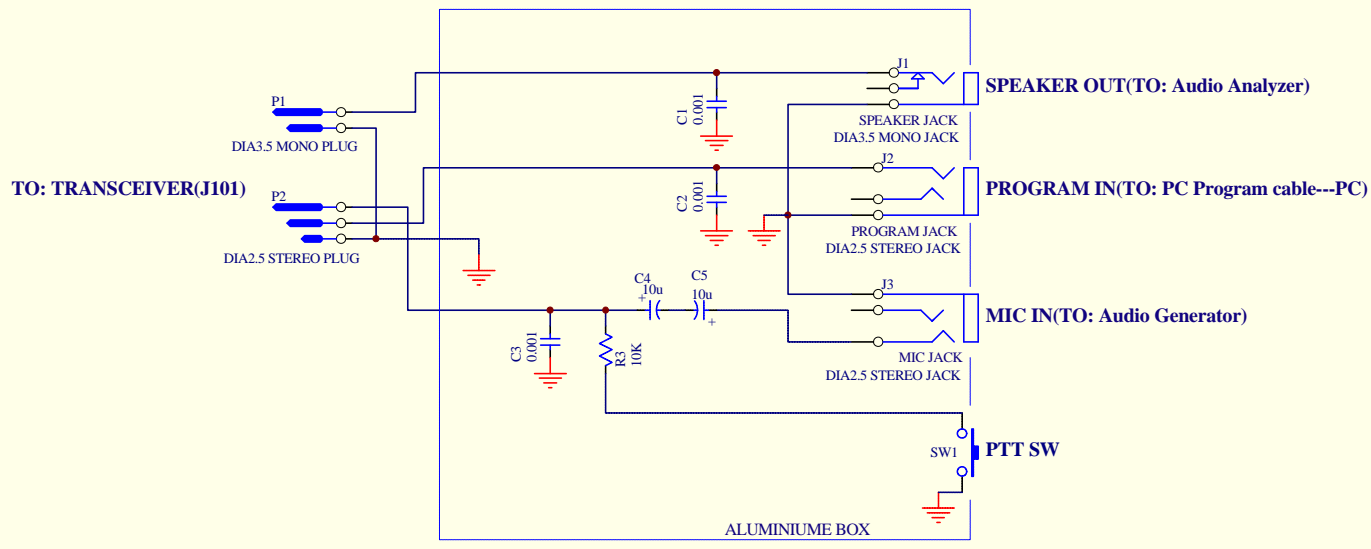 J1
SPEAKER OUT(TO: Audio Analyzer)
P1
C1
0.001
SPEAKER JACK
DIA3.5 MONO JACK
DIA3.5 MONO PLUG
J2
TO: TRANSCEIVER(J101)
PROGRAM IN(TO: PC Program cable---PC)
P2
C2
0.001
PROGRAM JACK
DIA2.5 STEREO JACK
DIA2.5 STEREO PLUG
C4
10u
+
C5
10u
+
J3
MIC IN(TO: Audio Generator)
C3
0.001
R3
10K
MIC JACK
DIA2.5 STEREO JACK
SW1
PTT SW
ALUMINIUME BOX